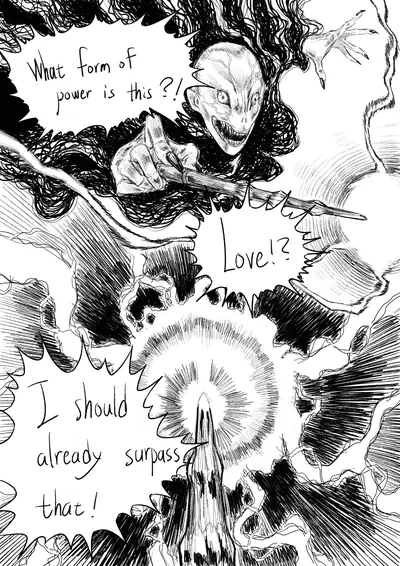 What form of
power is this?!
Love!?
I should
already surpass
that!